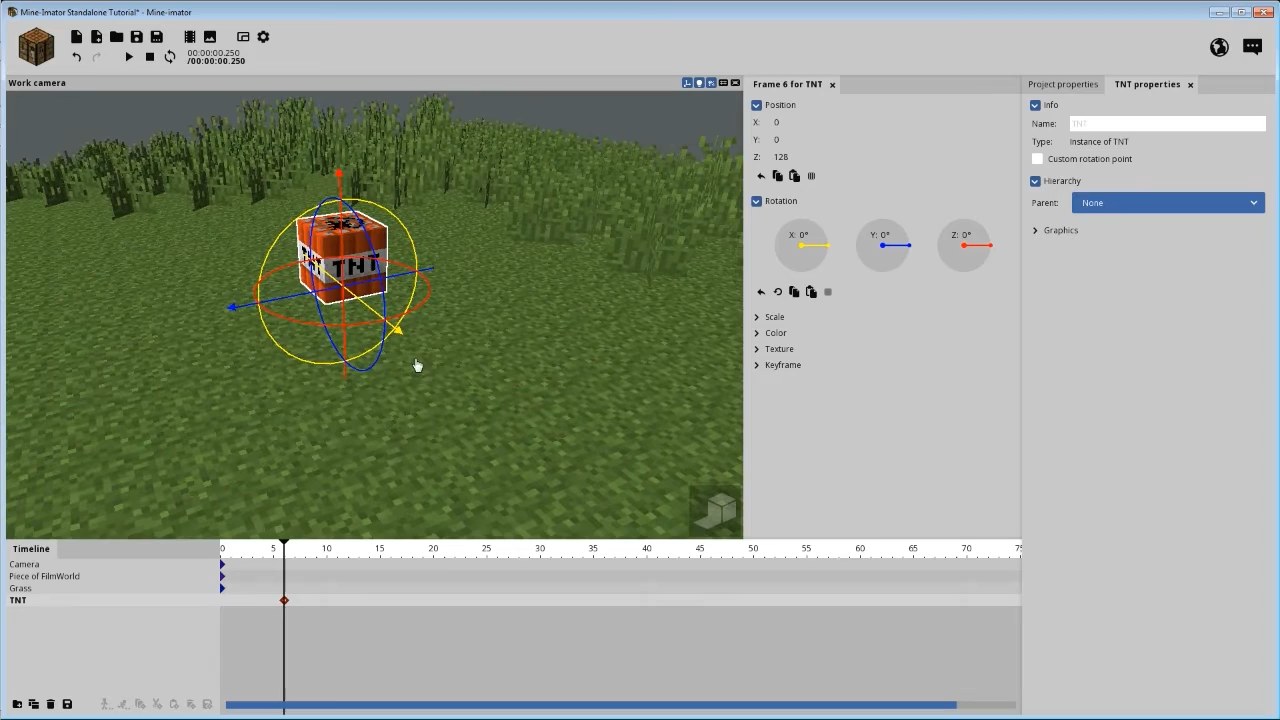 Mine-Imator Standalone Tutorial* - Mine-imator
00:00:00.250
/00:00:00.250
Work camera
TNT
Frame 6 for TNT
Position
X: 0
Y: 0
Z: 128
Rotation
X: 0° Y: 0° Z: 0°
Scale
Color
Texture
Keyframe
Project properties TNT properties
Info
Name: TNT
Type: Instance of TNT
Custom rotation point
Hierarchy
Parent: None
Graphics
Timeline
0 5 10 15 20 25 30 35 40 45 50 55 60 65 70 75
Camera
Piece of FilmWorld
Grass
TNT